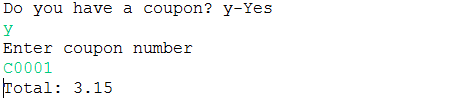 Do you have a coupon? y-Yes
y
Enter coupon number
c0001
Total: 3.15